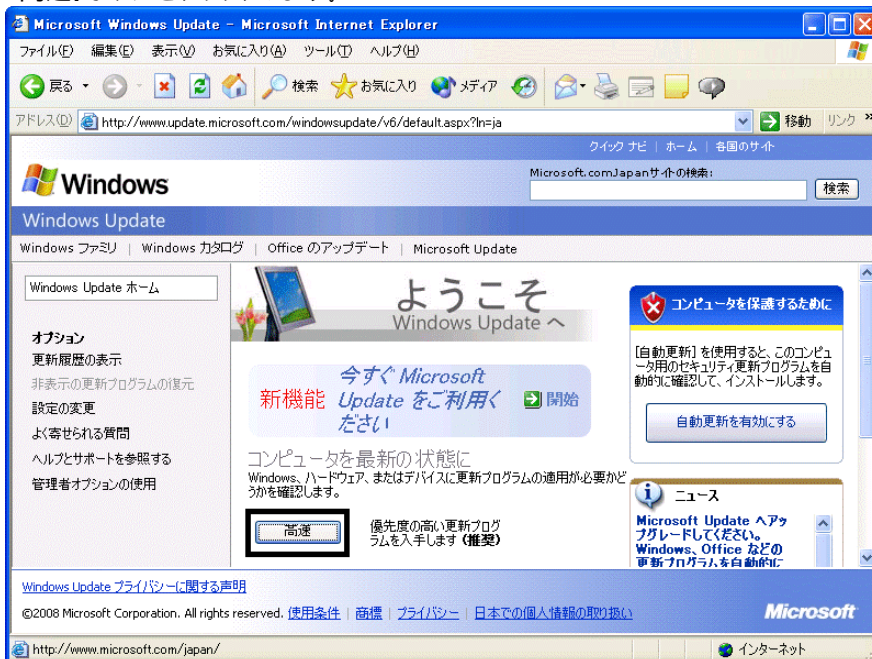 Microsoft Windows Update - Microsoft Internet Explorer
ファイル(F) 編集(E) 表示(V) お気に入り(A) ツール(T) ヘルプ(H)
戻る 検索 お気に入り メディア
アドレス(D) http://www.update.microsoft.com/windowsupdate/v6/default.aspx?ln=ja 移動 リンク »
クイック ナビ | ホーム | 各国のサイト
Windows
Microsoft.comJapanサイトの検索:
検索
Windows Update
Windows ファミリ | Windows カタログ | Office のアップデート | Microsoft Update
Windows Update ホーム
オプション
更新履歴の表示
非表示の更新プログラムの復元
設定の変更
よく寄せられる質問
ヘルプとサポートを参照する
管理者オプションの使用
ようこそ
Windows Update へ
新機能
今すぐ Microsoft
Update をご利用く
ださい
開始
コンピュータを最新の状態に
Windows、ハードウェア、またはデバイスに更新プログラムの適用が必要かど
うかを確認します。
高速
優先度の高い更新プログ
ラムを入手します (推奨)
コンピュータを保護するために
[自動更新] を使用すると、このコンピュ
ータ用のセキュリティ更新プログラムを自
動的に確認して、インストールします。
自動更新を有効にする
ニュース
Microsoft Update へアッ
プグレードしてください。
Windows、Office などの
更新プログラムを自動的に
Windows Update プライバシーに関する声明
©2008 Microsoft Corporation. All rights reserved. 使用条件 | 商標 | プライバシー | 日本での個人情報の取り扱い
Microsoft
http://www.microsoft.com/japan/ インターネット